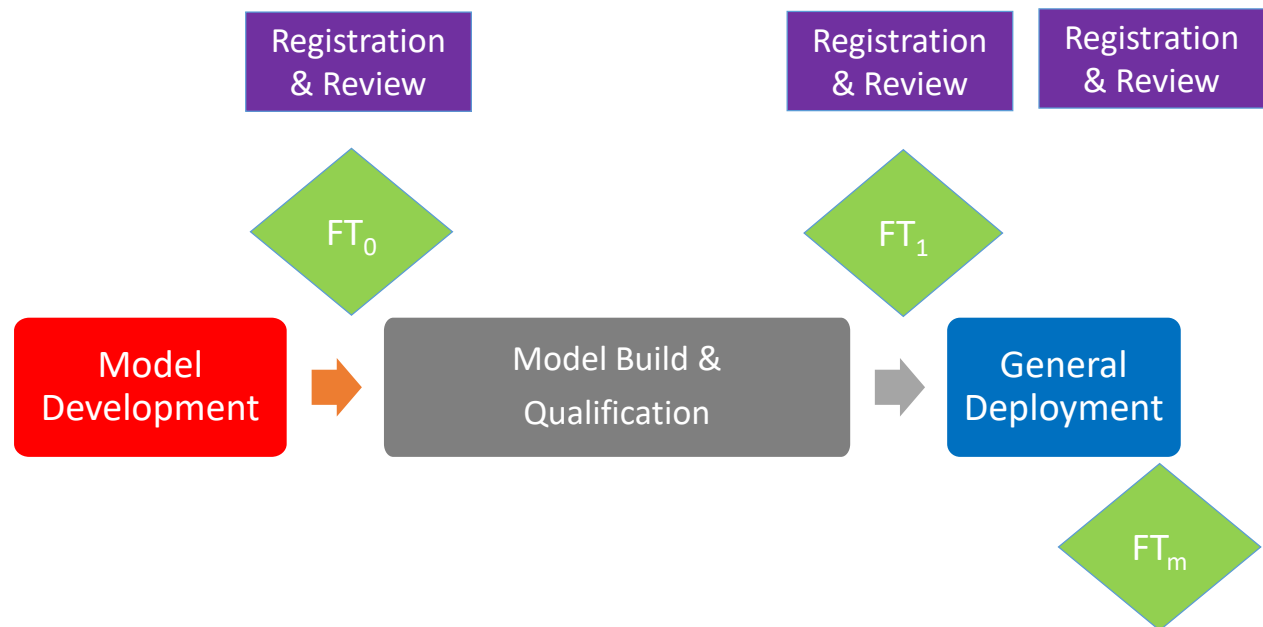 Registration
& Review
Registration
& Review
Registration
& Review
FT₀
FT₁
Model
Development
Model Build &
Qualification
General
Deployment
FTₘ